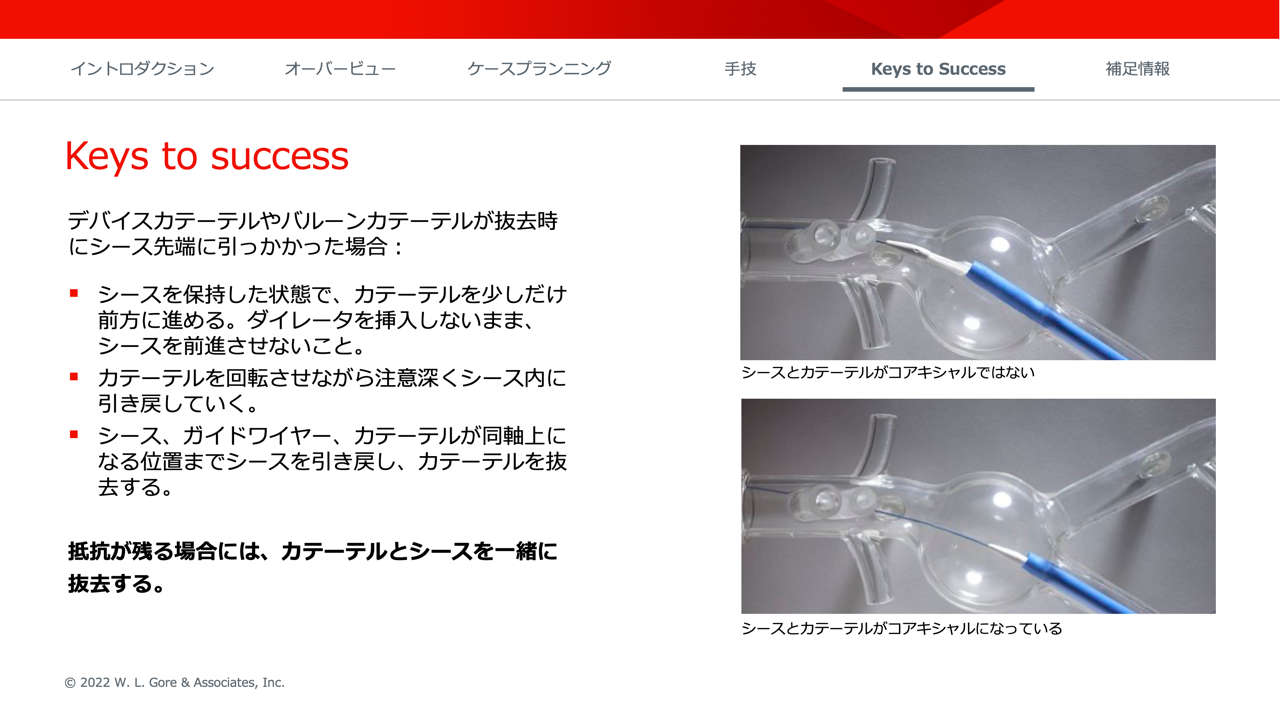 イントロダクション
オーバービュー
ケースプランニング
手技
Keys to Success
補足情報
Keys to success
デバイスカテーテルやバルーンカテーテルが抜去時
にシース先端に引っかかった場合：
シースを保持した状態で、カテーテルを少しだけ
前方に進める。ダイレータを挿入しないまま、
シースを前進させないこと。
カテーテルを回転させながら注意深くシース内に
引き戻していく。
シース、ガイドワイヤー、カテーテルが同軸上に
なる位置までシースを引き戻し、カテーテルを抜
去する。
抵抗が残る場合には、カテーテルとシースを一緒に
抜去する。
シースとカテーテルがコアキシャルではない
シースとカテーテルがコアキシャルになっている
© 2022 W. L. Gore & Associates, Inc.